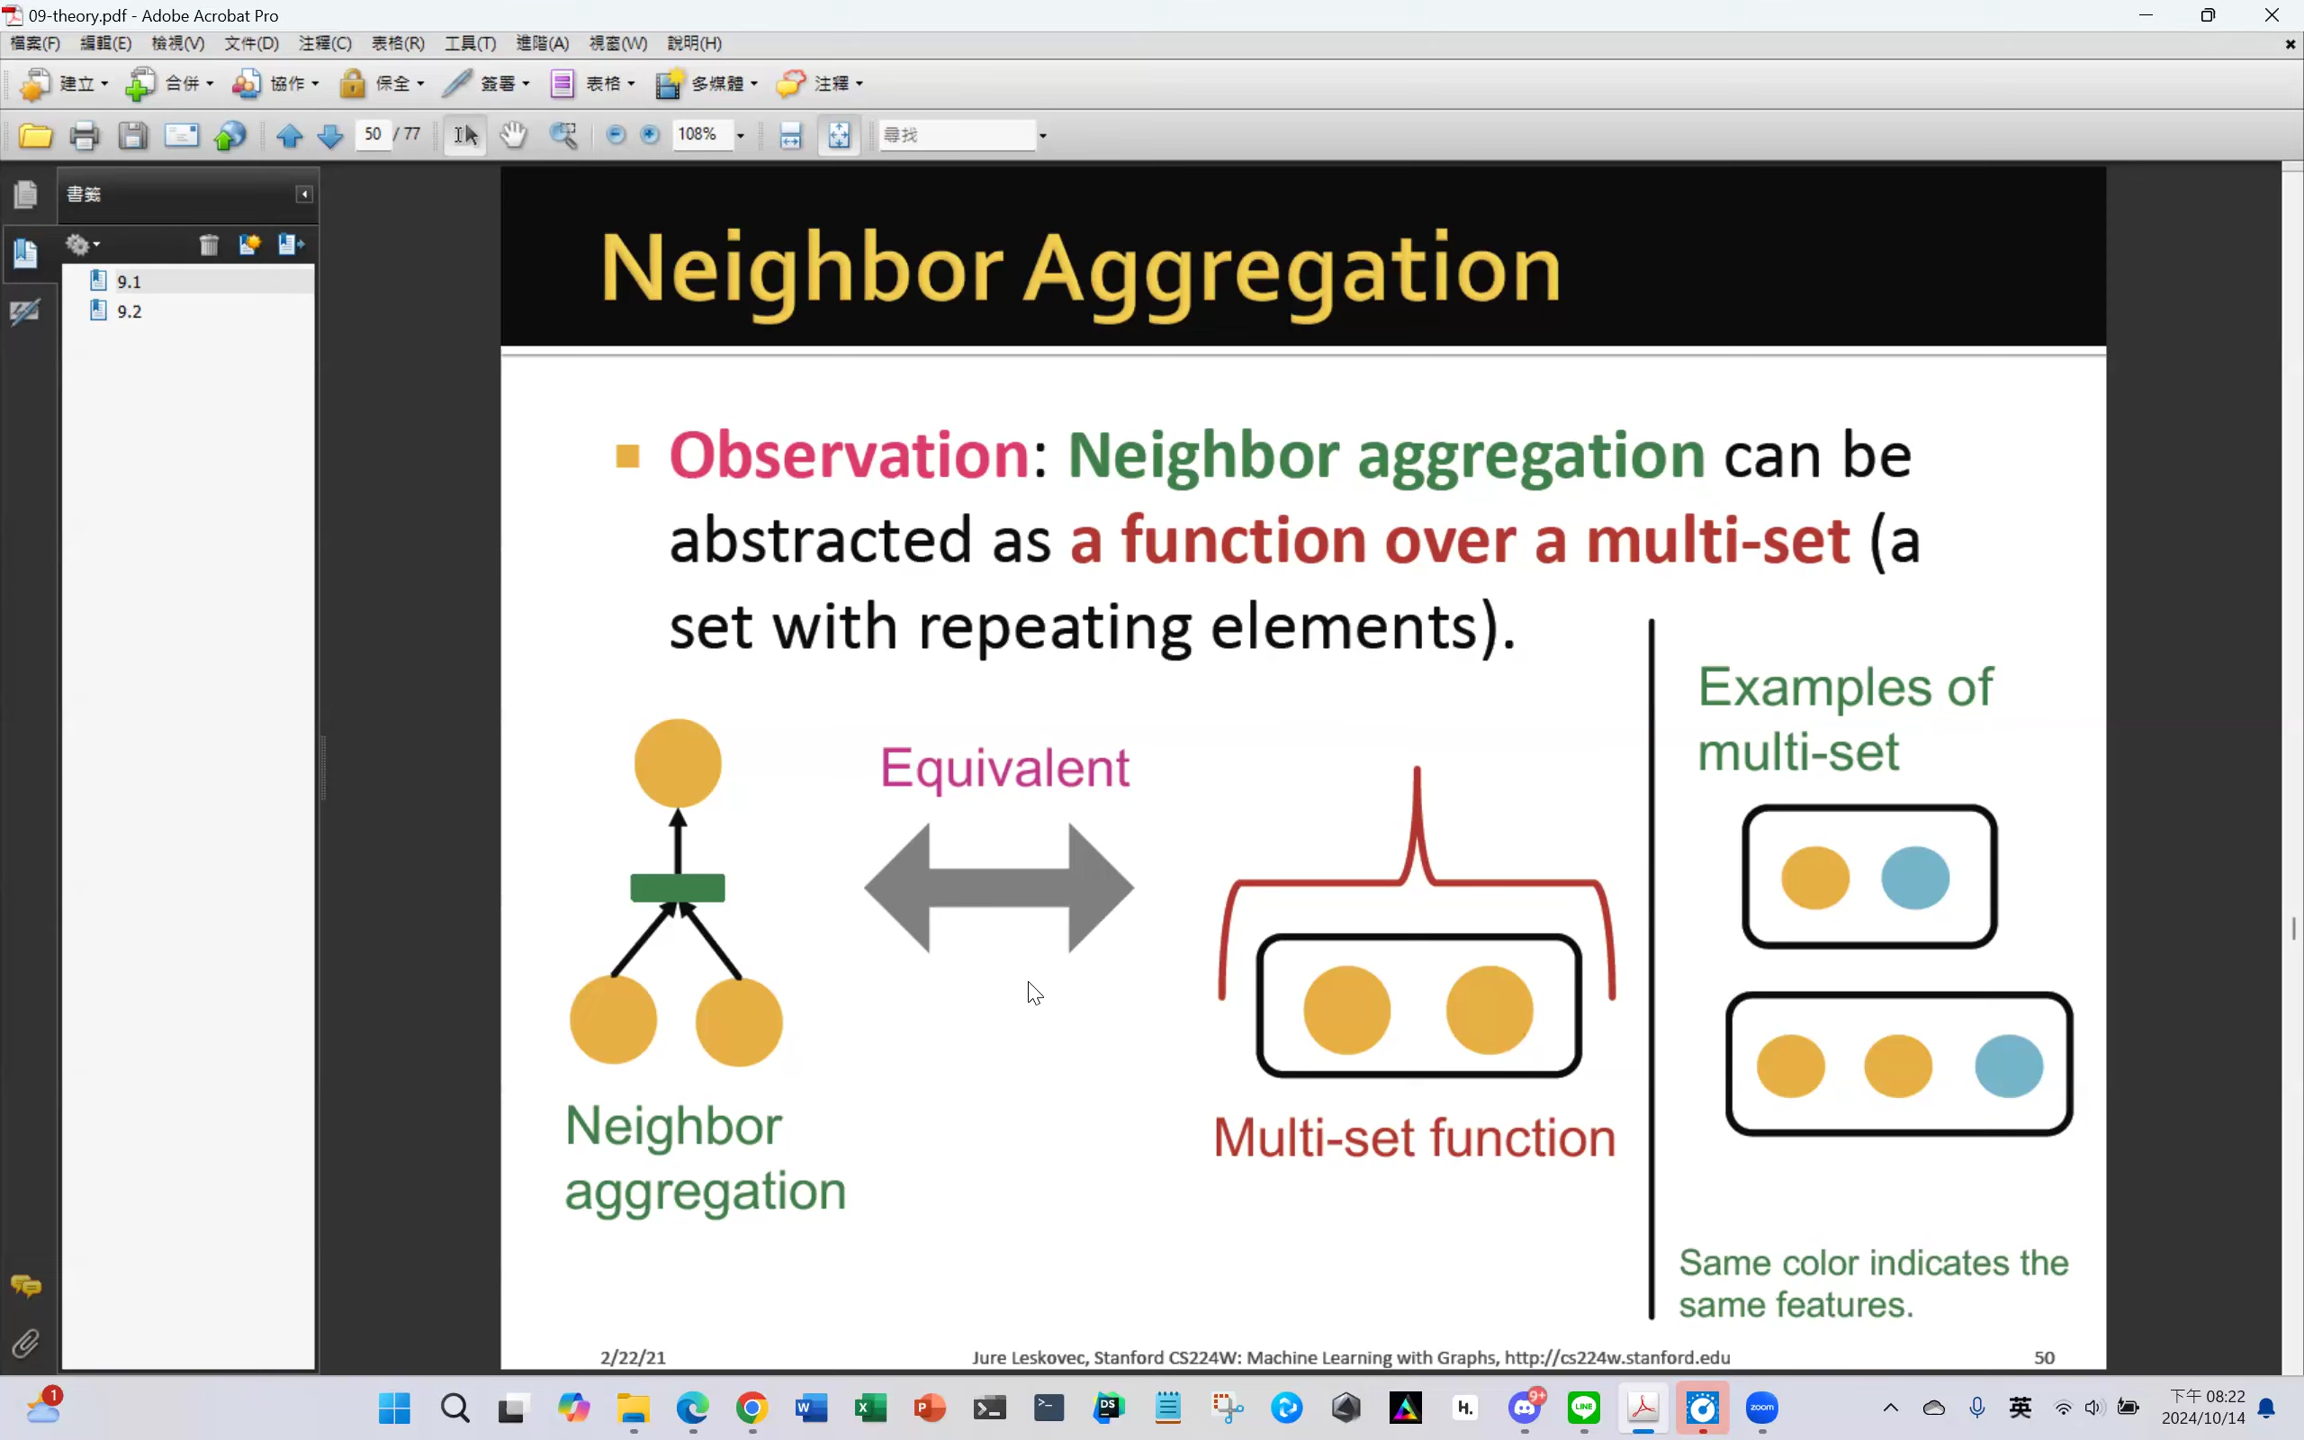 09-theory.pdf - Adobe Acrobat Pro
檔案(F) 編輯(E) 檢視(V) 文件(D) 注釋(C) 表格(R) 工具(T) 進階(A) 視窗(W) 說明(H)
建立 合併 協作 保全 簽署 表格 多媒體 注釋
50 / 77 108% 尋找
書籤
9.1
9.2
Neighbor Aggregation
Observation: Neighbor aggregation can be
abstracted as a function over a multi-set (a
set with repeating elements).
Equivalent
Neighbor
aggregation
Multi-set function
Examples of
multi-set
Same color indicates the
same features.
2/22/21 Jure Leskovec, Stanford CS224W: Machine Learning with Graphs, http://cs224w.stanford.edu 50
1
W X P DS H. 9+ LINE zoom
英
下午 08:22
2024/10/14